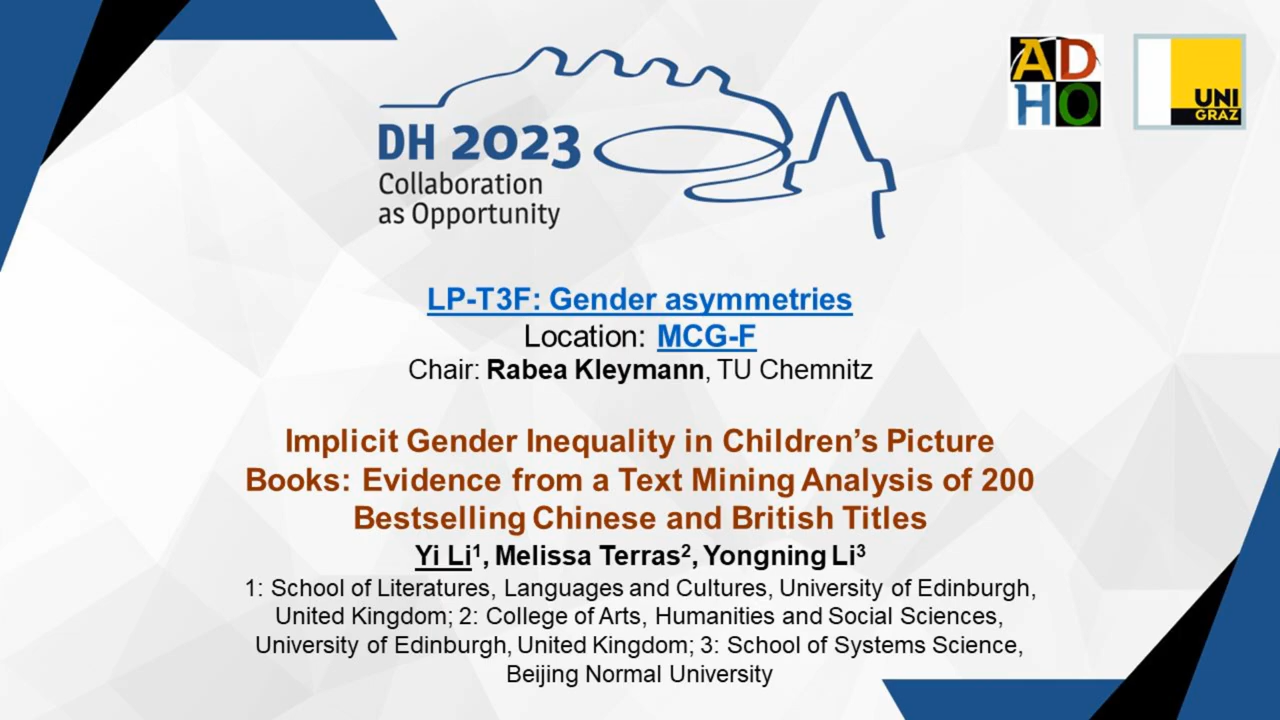 DH 2023
Collaboration
as Opportunity
AD
HO
UNI
GRAZ
LP-T3F: Gender asymmetries
Location: MCG-F
Chair: Rabea Kleymann, TU Chemnitz
Implicit Gender Inequality in Children’s Picture
Books: Evidence from a Text Mining Analysis of 200
Bestselling Chinese and British Titles
Yi Li¹, Melissa Terras², Yongning Li³
1: School of Literatures, Languages and Cultures, University of Edinburgh,
United Kingdom; 2: College of Arts, Humanities and Social Sciences,
University of Edinburgh, United Kingdom; 3: School of Systems Science,
Beijing Normal University